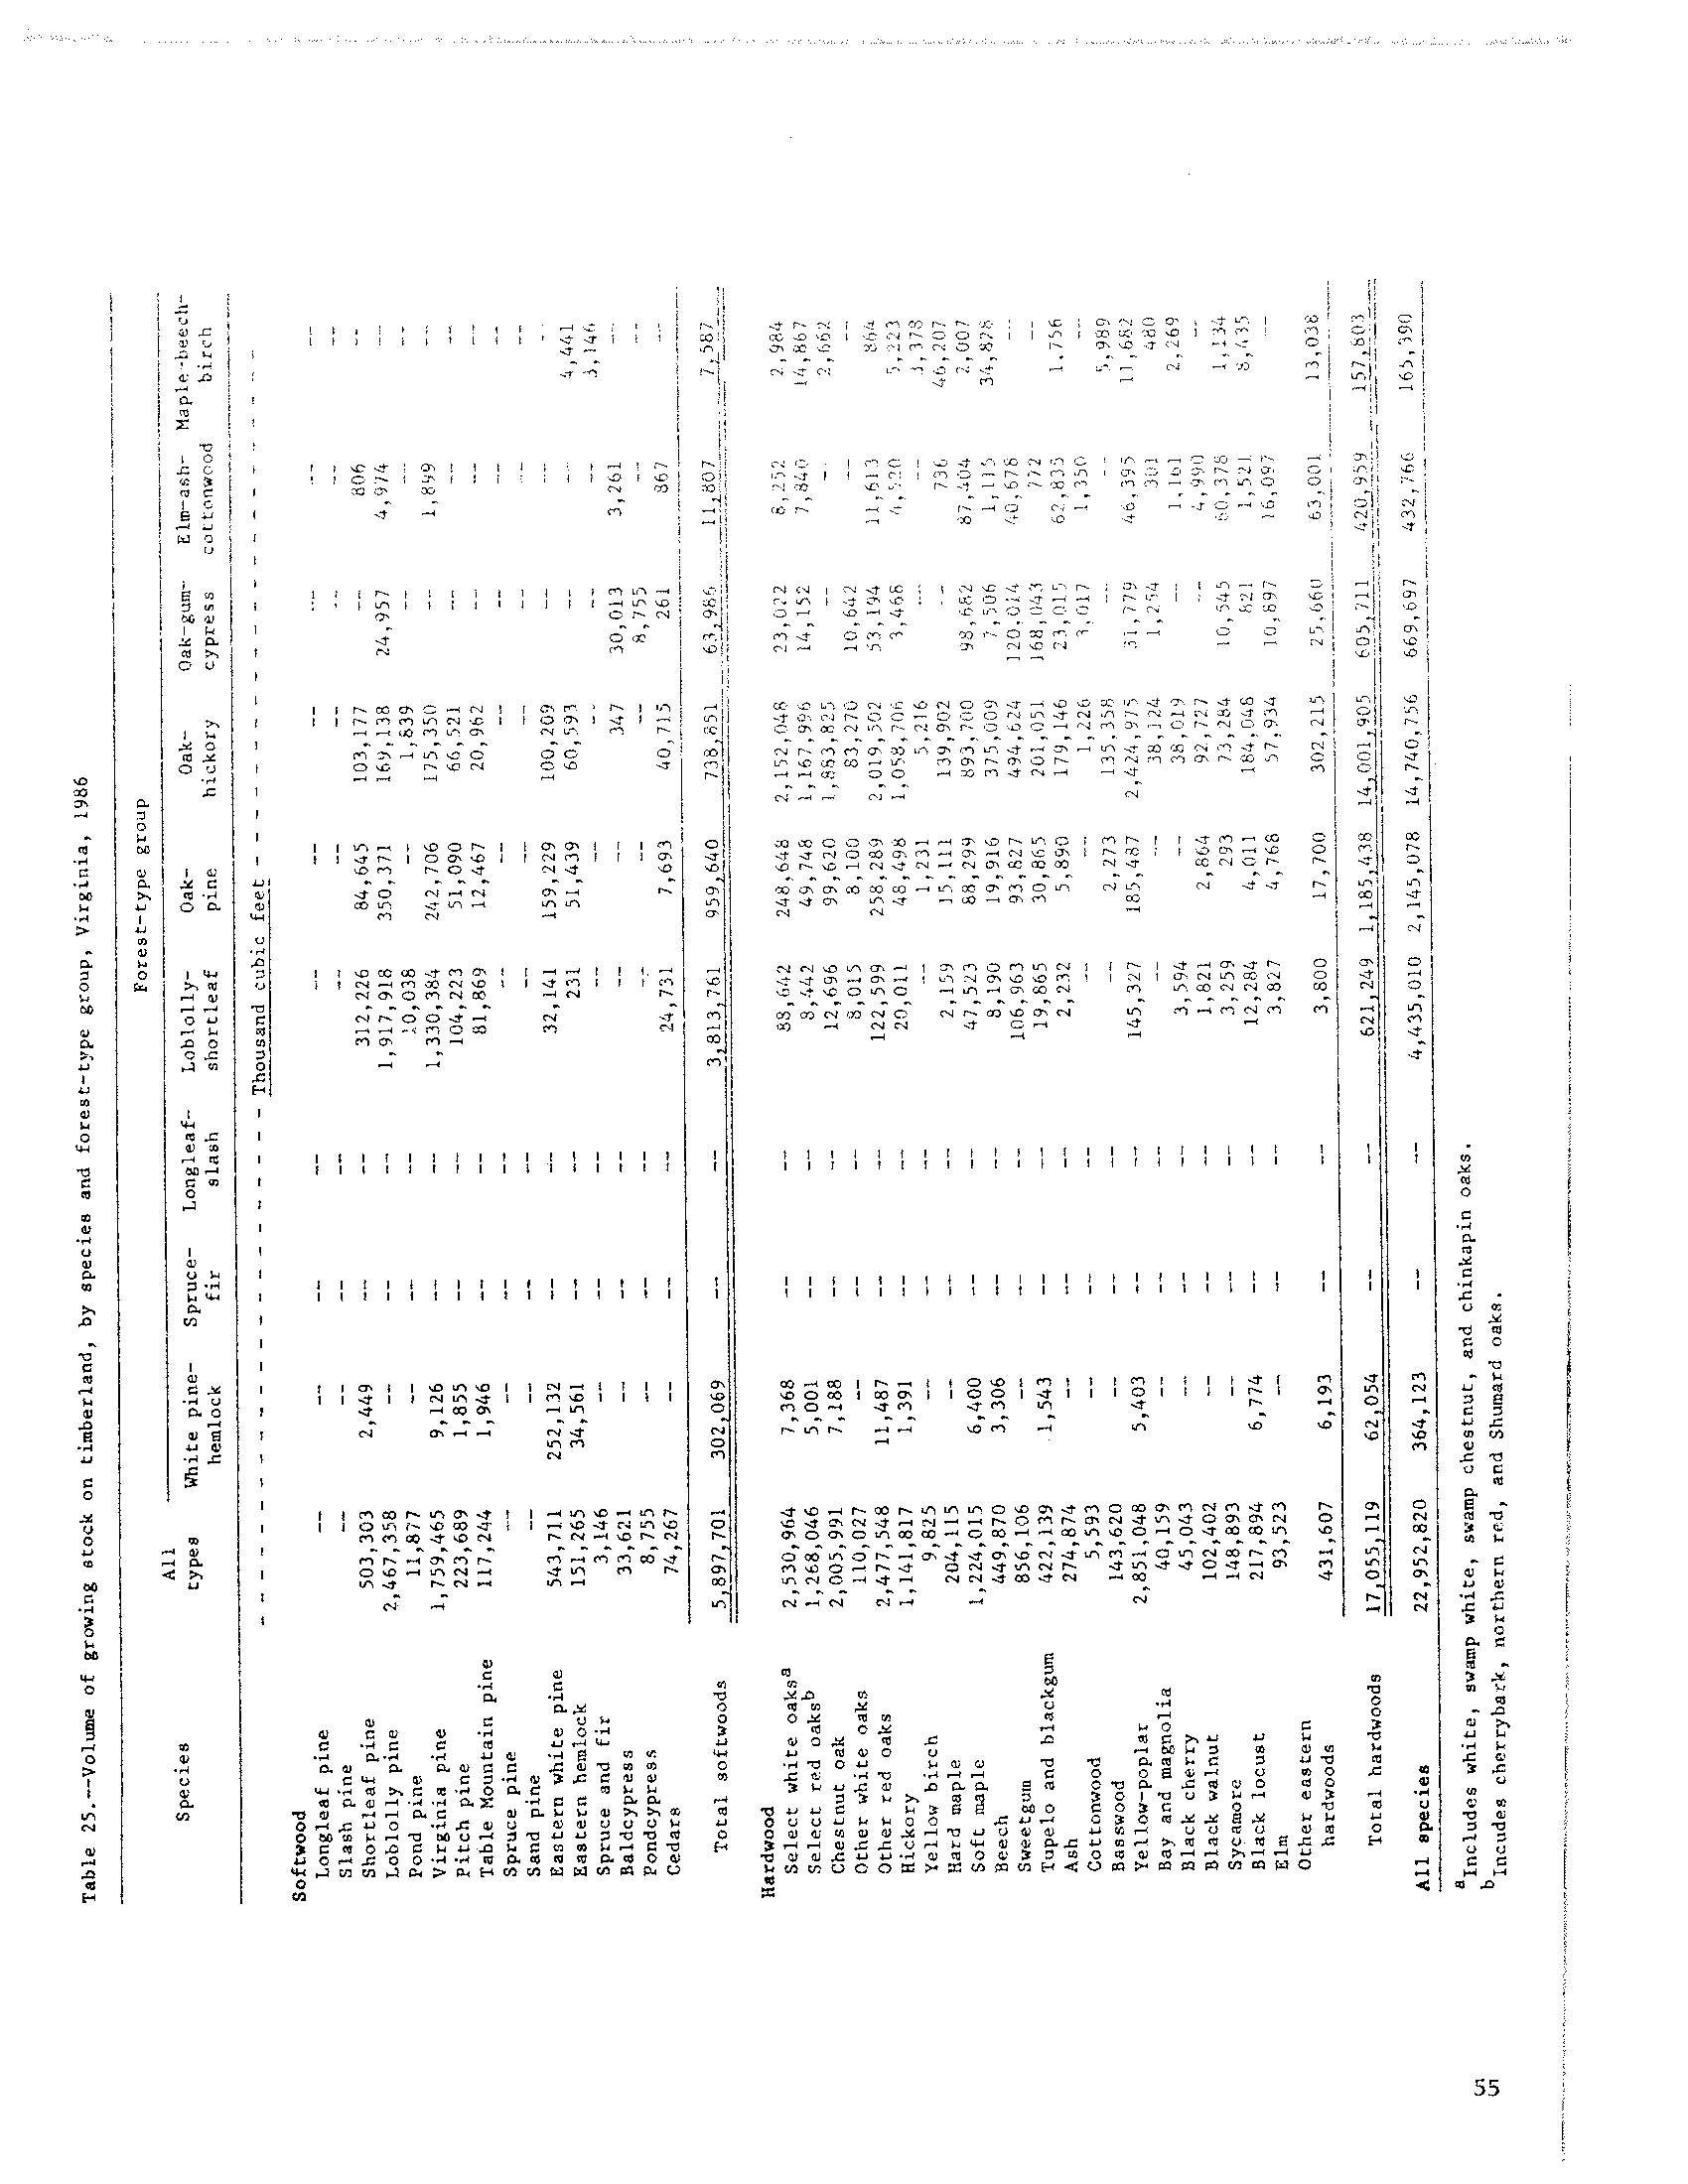 Table 25.--Volume of growing stock on timberland, by species and forest-type group, Virginia, 1986
Forest-type group
Species All types White pine-hemlock Spruce-fir Longleaf-slash Loblolly-shortleaf Oak-pine Oak-hickory Oak-gum-cypress Elm-ash-cottonwood Maple-beech-birch
- - - - - - - - - - - - - - - - - - - - Thousand cubic feet - - - - - - - - - - - - - - - - - - - -
Softwood
Longleaf pine -- -- -- -- -- -- -- -- -- --
Slash pine -- -- -- -- -- -- -- -- -- --
Shortleaf pine 503,303 2,449 -- -- 312,226 84,645 103,177 -- 806 --
Loblolly pine 2,467,358 -- -- -- 1,917,918 350,371 169,138 24,957 4,974 --
Pond pine 11,877 -- -- -- 10,038 -- 1,839 -- -- --
Virginia pine 1,759,465 9,126 -- -- 1,330,384 242,706 175,350 -- 1,899 --
Pitch pine 223,689 1,855 -- -- 104,223 51,090 66,521 -- -- --
Table Mountain pine 117,244 1,946 -- -- 81,869 12,467 20,962 -- -- --
Spruce pine -- -- -- -- -- -- -- -- -- --
Sand pine -- -- -- -- -- -- -- -- -- --
Eastern white pine 543,711 252,132 -- -- 32,141 159,229 100,209 -- -- --
Eastern hemlock 151,265 34,561 -- -- 231 51,439 60,593 -- -- 4,441
Spruce and fir 3,146 -- -- -- -- -- -- -- -- 3,146
Baldcypress 33,621 -- -- -- -- -- 347 30,013 3,261 --
Pondcypress 8,755 -- -- -- -- -- -- 8,755 -- --
Cedars 74,267 -- -- -- 24,731 7,693 40,715 261 867 --
Total softwoods 5,897,701 302,069 -- -- 3,813,761 959,640 738,851 63,986 11,807 7,587
Hardwood
Select white oaksa 2,530,964 7,368 -- -- 88,642 248,648 2,152,048 23,022 8,252 2,984
Select red oaksb 1,268,046 5,001 -- -- 8,442 49,748 1,167,996 14,152 7,840 14,867
Chestnut oak 2,005,991 7,188 -- -- 12,696 99,620 1,883,825 -- -- 2,662
Other white oaks 110,027 -- -- -- 8,015 8,100 83,270 10,642 -- --
Other red oaks 2,477,548 11,487 -- -- 122,599 258,289 2,019,502 53,194 11,613 864
Hickory 1,141,817 1,391 -- -- 20,011 48,498 1,058,706 3,468 4,520 5,223
Yellow birch 9,825 -- -- -- -- 1,231 5,216 -- -- 3,378
Hard maple 204,115 -- -- -- 2,159 15,111 139,902 -- 736 46,207
Soft maple 1,224,015 6,400 -- -- 47,523 88,299 893,700 98,682 87,404 2,007
Beech 449,870 3,306 -- -- 8,190 19,916 375,009 7,506 1,115 34,828
Sweetgum 856,106 -- -- -- 106,963 93,827 494,624 120,014 40,678 --
Tupelo and blackgum 422,139 1,543 -- -- 19,865 30,865 201,051 168,043 772 --
Ash 274,874 -- -- -- 2,232 5,890 179,146 23,015 62,835 1,756
Cottonwood 5,593 -- -- -- -- -- 1,226 3,017 1,350 --
Basswood 143,620 -- -- -- -- 2,273 135,358 -- -- 5,989
Yellow-poplar 2,851,048 5,403 -- -- 145,327 185,487 2,424,975 31,779 46,395 11,682
Bay and magnolia 40,159 -- -- -- -- -- 38,124 1,254 301 480
Black cherry 45,043 -- -- -- 3,594 -- 38,019 -- 1,161 2,269
Black walnut 102,402 -- -- -- 1,821 2,864 92,727 -- 4,990 --
Sycamore 148,893 -- -- -- 3,259 293 73,284 10,545 60,378 1,134
Black locust 217,894 6,774 -- -- 12,284 4,011 184,048 821 1,521 8,435
Elm 93,523 -- -- -- 3,827 4,768 57,934 10,897 16,097 --
Other eastern
hardwoods 431,607 6,193 -- -- 3,800 17,700 302,215 25,660 63,001 13,038
Total hardwoods 17,055,119 62,054 -- -- 621,249 1,185,438 14,001,905 605,711 420,959 157,803
All species 22,952,820 364,123 -- -- 4,435,010 2,145,078 14,740,756 669,697 432,766 165,390
aIncludes white, swamp white, swamp chestnut, and chinkapin oaks.
bIncudes cherrybark, northern red, and Shumard oaks.
55